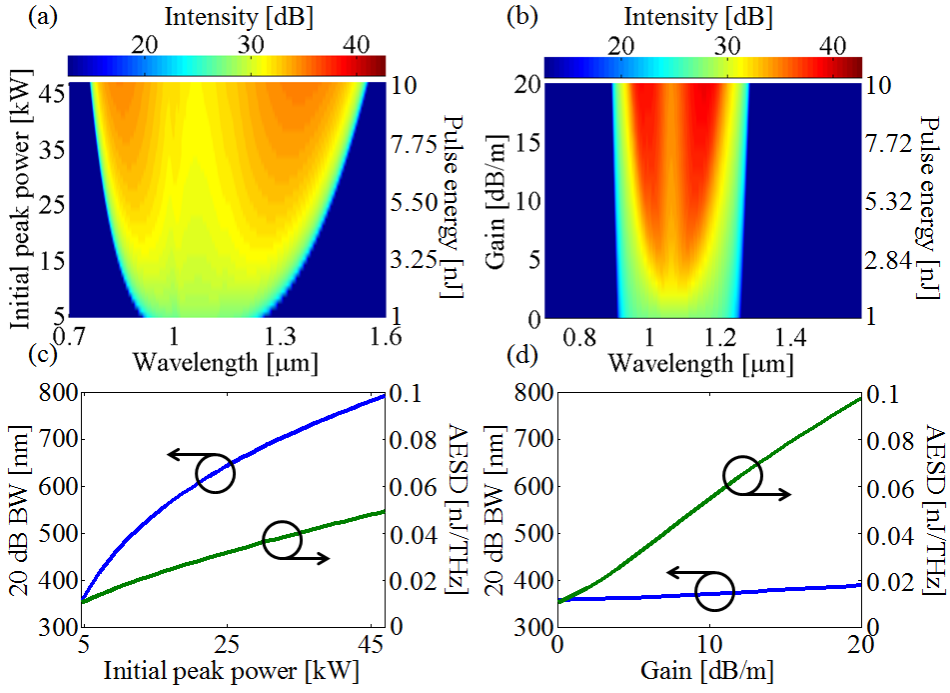 (a)
Intensity [dB]
20 30 40
Initial peak power [kW]
45
35
25
15
5
10
7.75
5.50
3.25
1
Pulse energy [nJ]
0.7 1 1.3 1.6
Wavelength [μm]
(b)
Intensity [dB]
20 30 40
Gain [dB/m]
20
15
10
5
0
10
7.72
5.32
2.84
1
Pulse energy [nJ]
0.8 1 1.2 1.4
Wavelength [μm]
(c)
20 dB BW [nm]
800
700
600
500
400
300
0.1
0.08
0.06
0.04
0.02
0
AESD [nJ/THz]
5 25 45
Initial peak power [kW]
(d)
20 dB BW [nm]
800
700
600
500
400
300
0.1
0.08
0.06
0.04
0.02
0
AESD [nJ/THz]
0 10 20
Gain [dB/m]